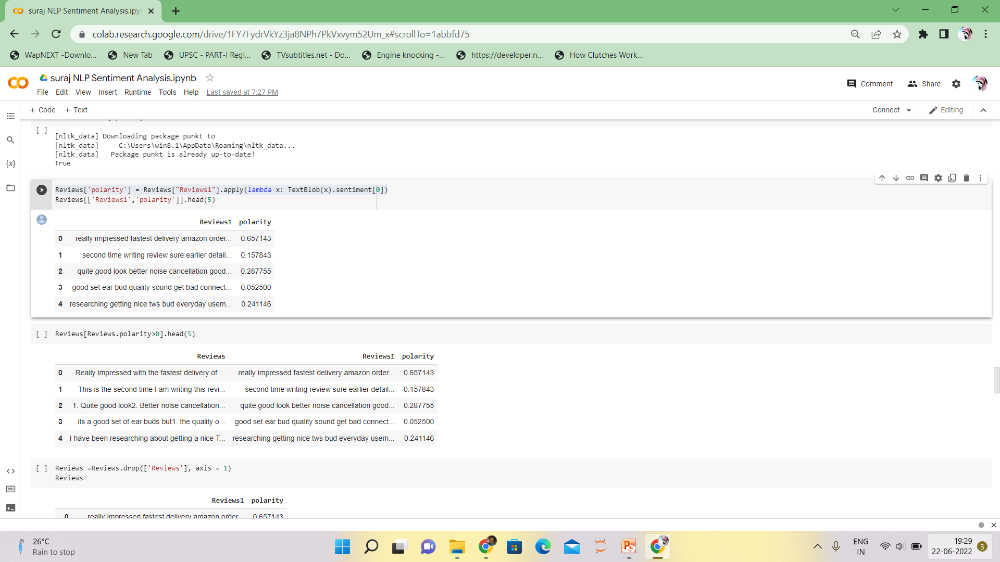 suraj NLP Sentiment Analysis.ipyn
colab.research.google.com/drive/1FY7FydrVkYz3ja8NPh7PkVxvym52Um_x#scrollTo=1abbfd75
WapNEXT -Downlo... New Tab UPSC - PART-I Regi... TVsubtitles.net - Do... Engine knocking -... https://developer.n... How Clutches Work...
suraj NLP Sentiment Analysis.ipynb
Comment Share
File Edit View Insert Runtime Tools Help Last saved at 7:27 PM
+ Code + Text Connect Editing
[ ]
[nltk_data] Downloading package punkt to
[nltk_data]     C:\Users\win8.1\AppData\Roaming\nltk_data...
[nltk_data]   Package punkt is already up-to-date!
True
{x}
Reviews['polarity'] = Reviews["Reviews1"].apply(lambda x: TextBlob(x).sentiment[0])
Reviews[['Reviews1','polarity']].head(5)
Reviews1 polarity
0 really impressed fastest delivery amazon order... 0.657143
1 second time writing review sure earlier detail... 0.157843
2 quite good look better noise cancellation good... 0.287755
3 good set ear bud quality sound get bad connect... 0.052500
4 researching getting nice tws bud everyday usem... 0.241146
[ ] Reviews[Reviews.polarity>0].head(5)
Reviews Reviews1 polarity
0 Really impressed with the fastest delivery of ... really impressed fastest delivery amazon order... 0.657143
1 This is the second time I am writing this revi... second time writing review sure earlier detail... 0.157843
2 1. Quite good look2. Better noise cancellation... quite good look better noise cancellation good... 0.287755
3 its a good set of ear buds but1. the quality o... good set ear bud quality sound get bad connect... 0.052500
4 I have been researching about getting a nice T... researching getting nice tws bud everyday usem... 0.241146
[ ] Reviews =Reviews.drop(['Reviews'], axis = 1)
Reviews
Reviews1 polarity
0 really impressed fastest delivery amazon order 0.657143
26°C
Rain to stop
ENG
IN
19:29
22-06-2022
3